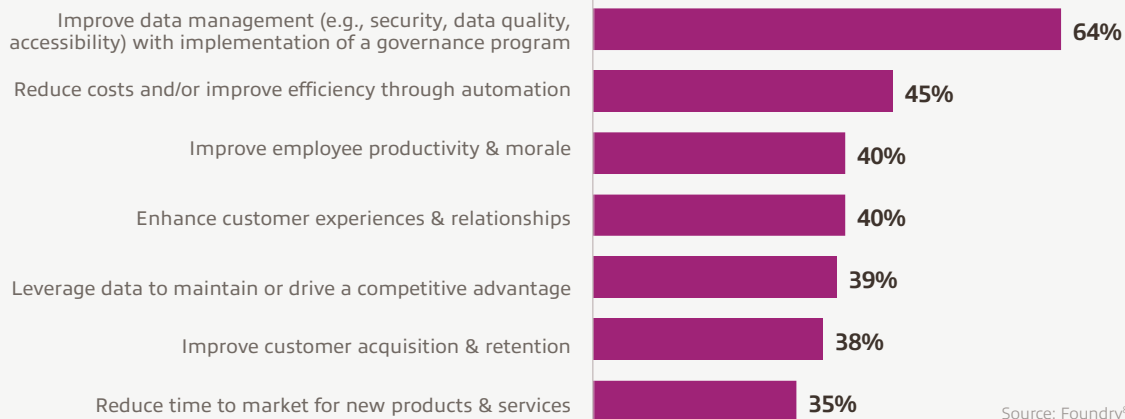 Improve data management (e.g., security, data quality,
accessibility) with implementation of a governance program
64%
Reduce costs and/or improve efficiency through automation
45%
Improve employee productivity & morale
40%
Enhance customer experiences & relationships
40%
Leverage data to maintain or drive a competitive advantage
39%
Improve customer acquisition & retention
38%
Reduce time to market for new products & services
35%
Source: Foundry